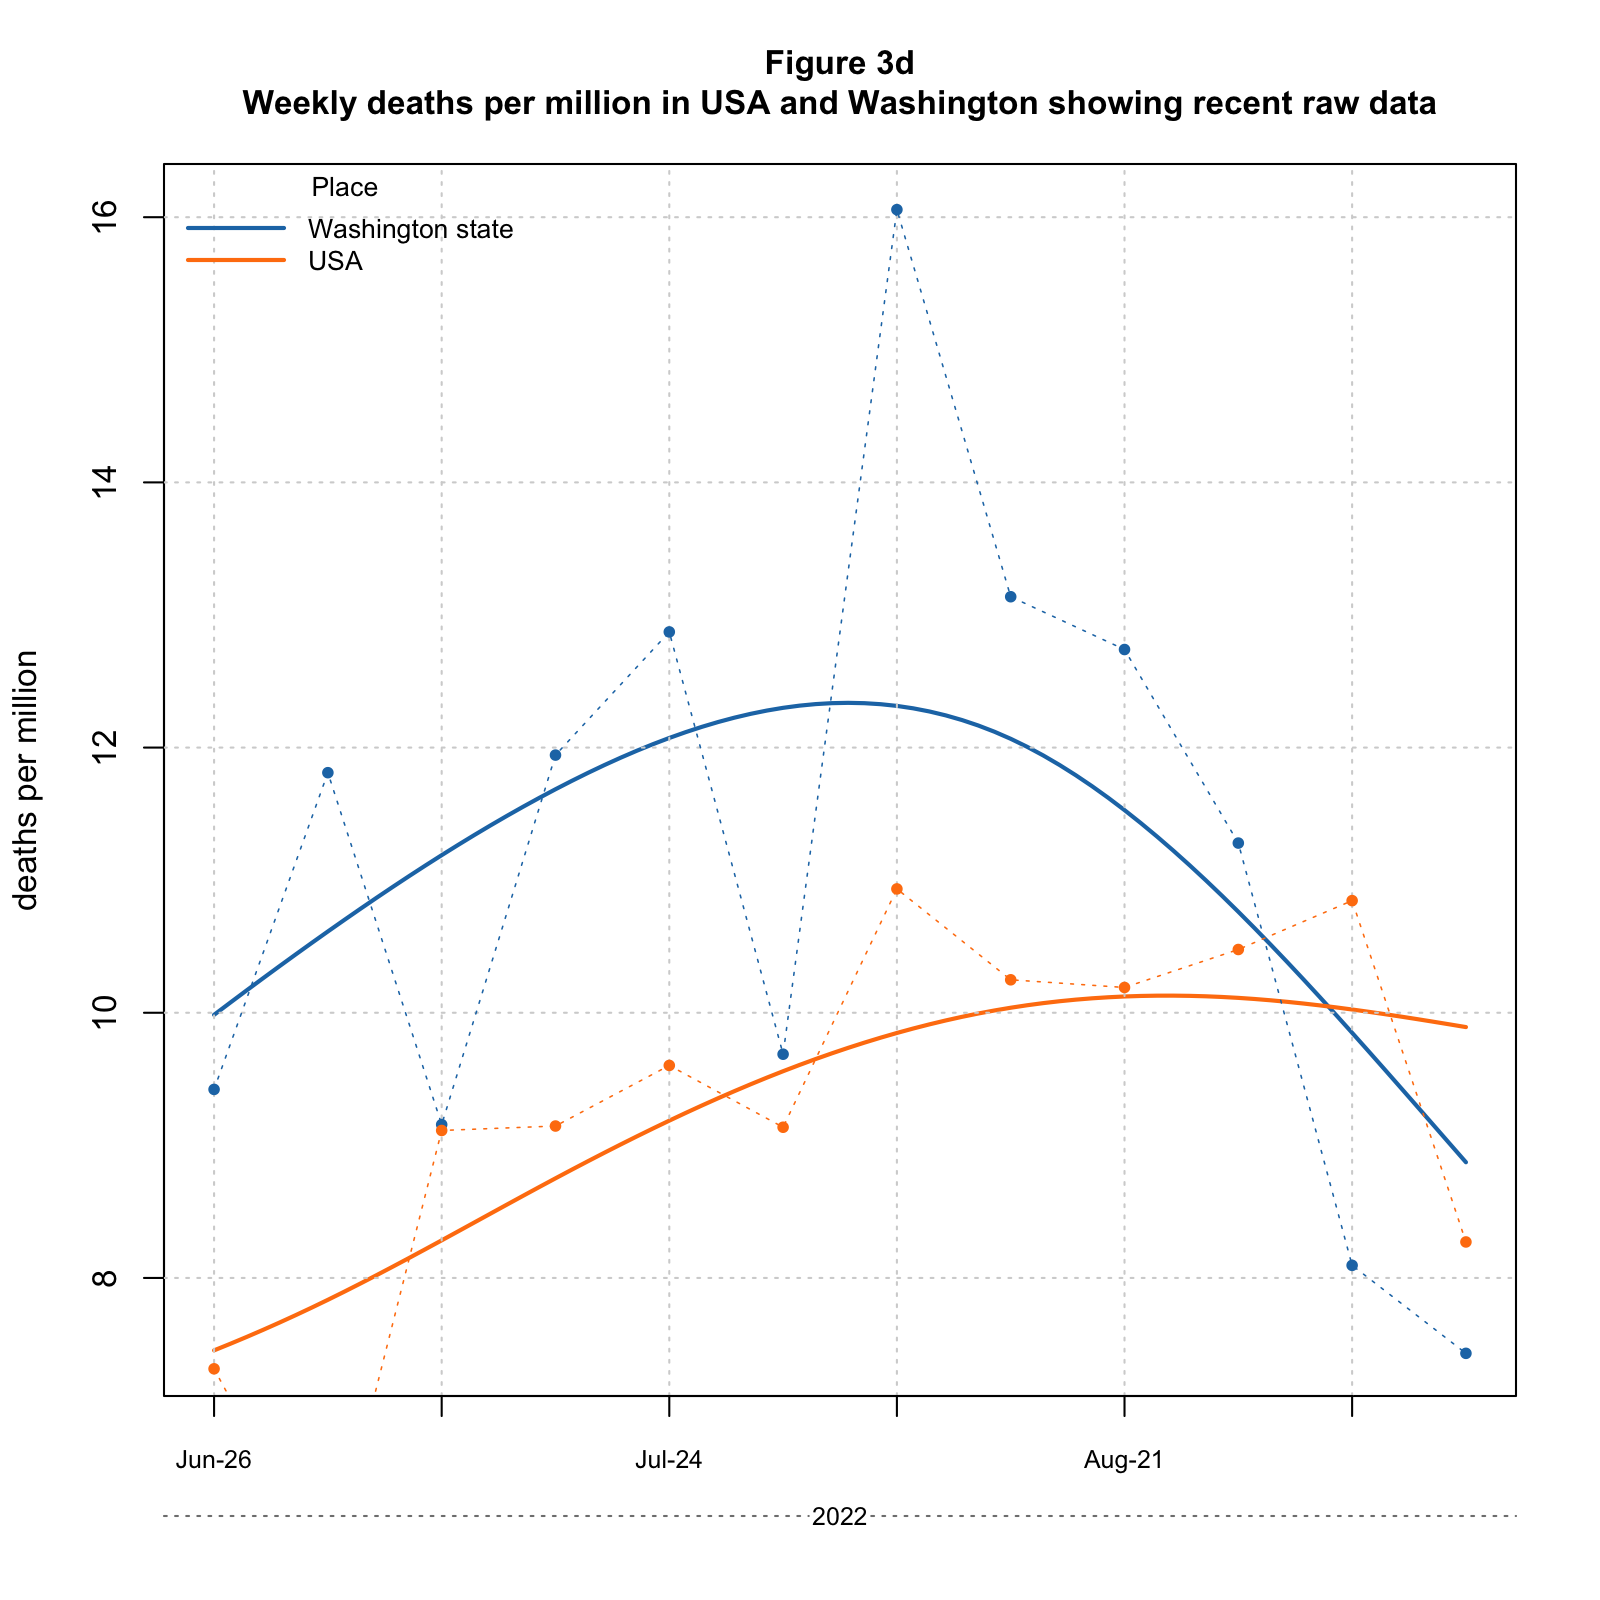 Figure 3d
Weekly deaths per million in USA and Washington showing recent raw data
Place
Washington state
USA
deaths per million
16
14
12
10
8
Jun-26
Jul-24
Aug-21
2022